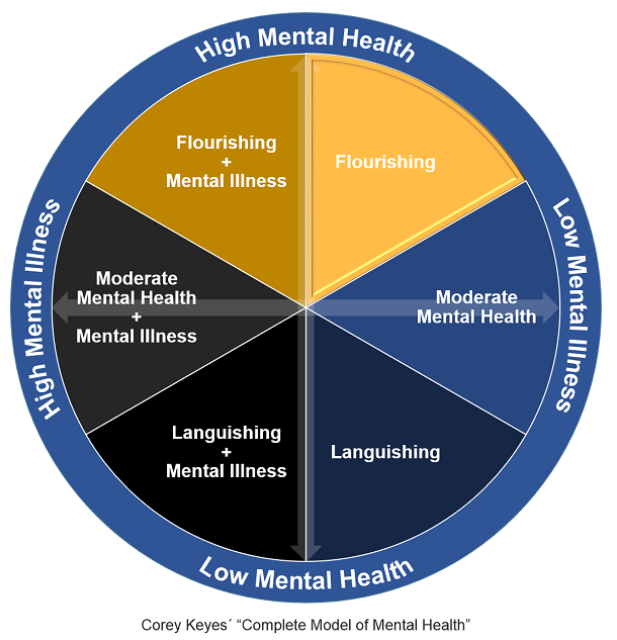 High Mental Health
Flourishing
+
Mental Illness
Flourishing
High Mental Illness
Low Mental Illness
Moderate
Mental Health
+
Mental Illness
Moderate
Mental Health
Languishing
+
Mental Illness
Languishing
Low Mental Health
Corey Keyes´ “Complete Model of Mental Health”